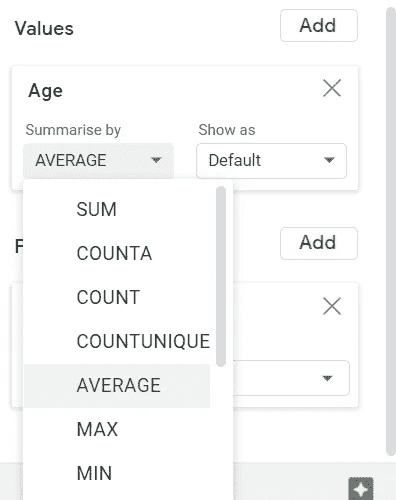 Values Add
Age
Summarise by Show as
AVERAGE Default
SUM
F Add
COUNTA
COUNT
COUNTUNIQUE
AVERAGE
MAX
MIN